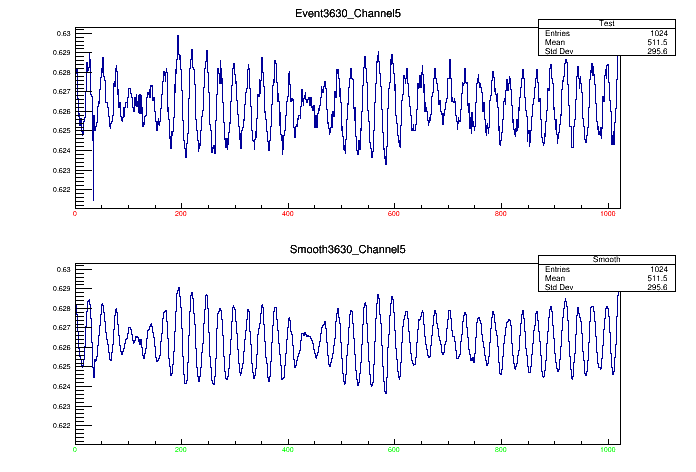 Event3630_Channel5
Test
Entries 1024
Mean 511.5
Std Dev 295.6
0.63
0.629
0.628
0.627
0.626
0.625
0.624
0.623
0.622
0 200 400 600 800 1000
Smooth3630_Channel5
Smooth
Entries 1024
Mean 511.5
Std Dev 295.6
0.63
0.629
0.628
0.627
0.626
0.625
0.624
0.623
0.622
0 200 400 600 800 1000